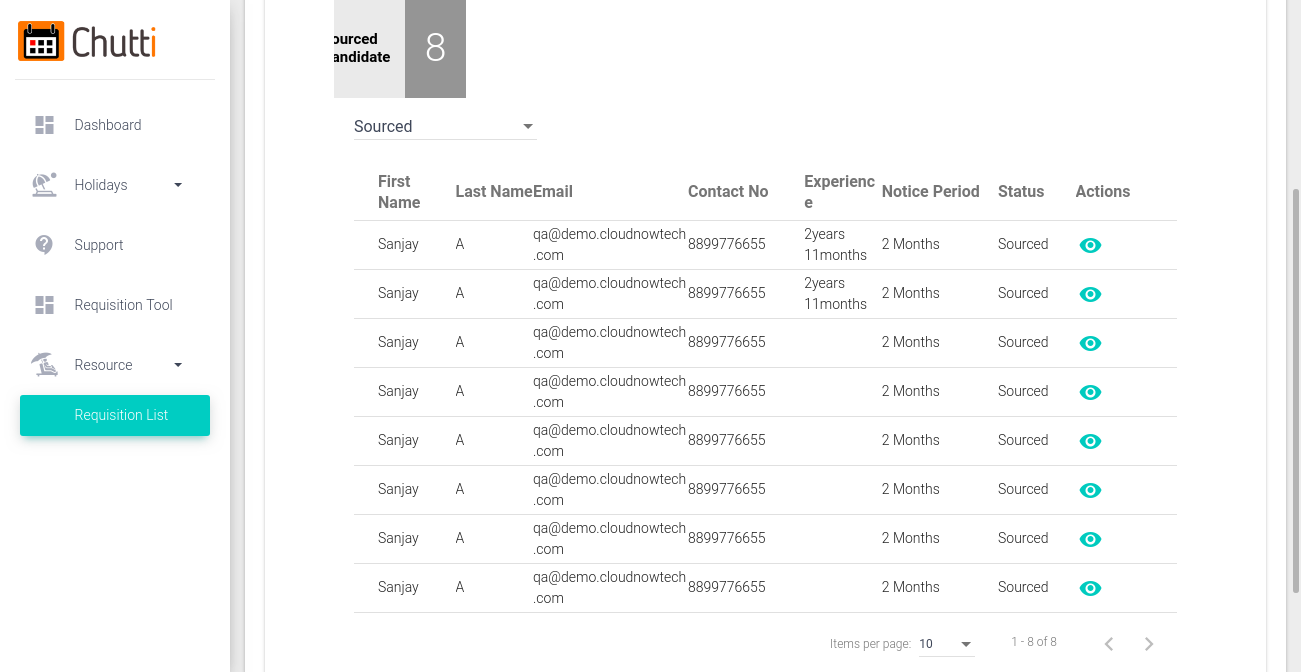 Chutti
Dashboard
Holidays
Support
Requisition Tool
Resource
Requisition List
ourced
andidate
8
Sourced
First Name Last Name Email Contact No Experience Notice Period Status Actions
Sanjay A qa@demo.cloudnowtech.com 8899776655 2years 11months 2 Months Sourced
Sanjay A qa@demo.cloudnowtech.com 8899776655 2years 11months 2 Months Sourced
Sanjay A qa@demo.cloudnowtech.com 8899776655 2 Months Sourced
Sanjay A qa@demo.cloudnowtech.com 8899776655 2 Months Sourced
Sanjay A qa@demo.cloudnowtech.com 8899776655 2 Months Sourced
Sanjay A qa@demo.cloudnowtech.com 8899776655 2 Months Sourced
Sanjay A qa@demo.cloudnowtech.com 8899776655 2 Months Sourced
Sanjay A qa@demo.cloudnowtech.com 8899776655 2 Months Sourced
Items per page: 10 1 - 8 of 8